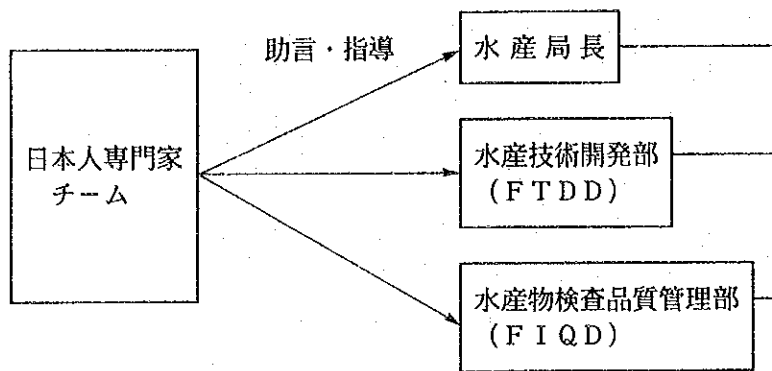 助言・指導
水産局長
日本人専門家
チーム
水産技術開発部
(FTDD)
水産物検査品質管理部
(FIQD)